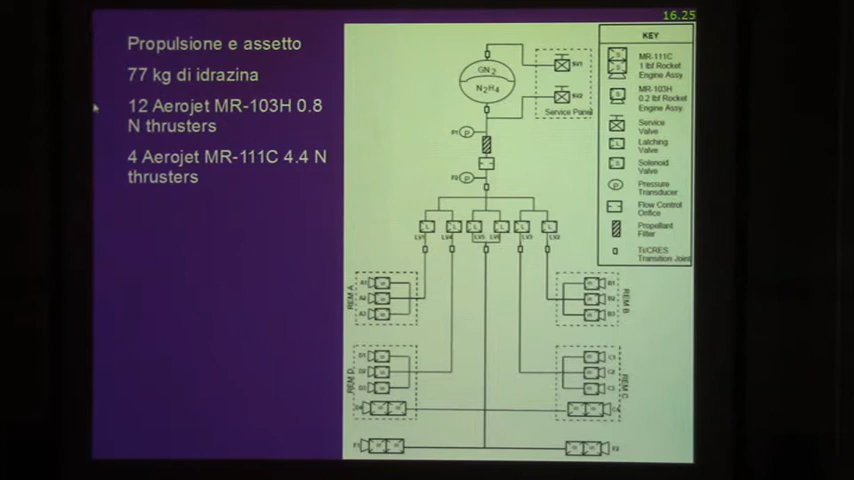 16.25
Propulsione e assetto
77 kg di idrazina
12 Aerojet MR-103H 0.8
N thrusters
4 Aerojet MR-111C 4.4 N
thrusters
GN2
N2H4
SV1
SV2
Service Panel
P1
P
P2
P
L
L
L
L
L
L
LV1
LV4
LV5
LV6
LV3
LV2
REM A
A1
A2
A3
REM B
B1
B2
B3
REM D
D1
D2
D3
D4
REM C
C1
C2
C3
C4
F1
F2
KEY
S
S
MR-111C
1 lbf Rocket
Engine Assy.
S
MR-103H
0.2 lbf Rocket
Engine Assy
Service
Valve
L
Latching
Valve
S
Solenoid
Valve
P
Pressure
Transducer
Flow Control
Orifice
Propellant
Filter
Ti/CRES
Transition Joint